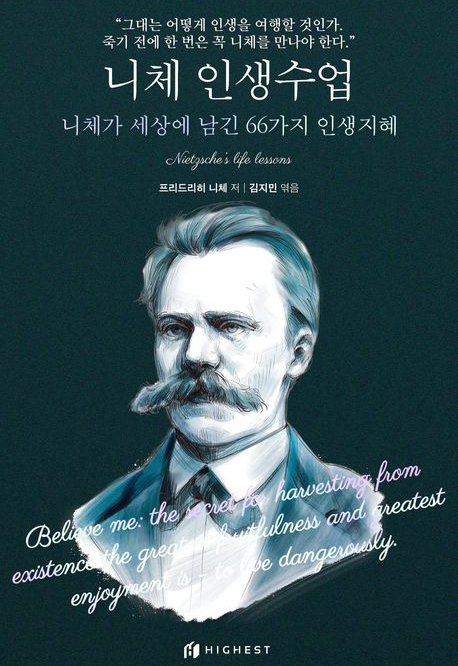 “그대는 어떻게 인생을 여행할 것인가.
죽기 전에 한 번은 꼭 니체를 만나야 한다.”
니체 인생수업
니체가 세상에 남긴 66가지 인생지혜
Nietzsche's life lessons
프리드리히 니체 저 | 김지민 엮음
Believe me: the secret for harvesting from
existence the greatest fruitfulness and greatest
enjoyment is – to live dangerously.
HIGHEST